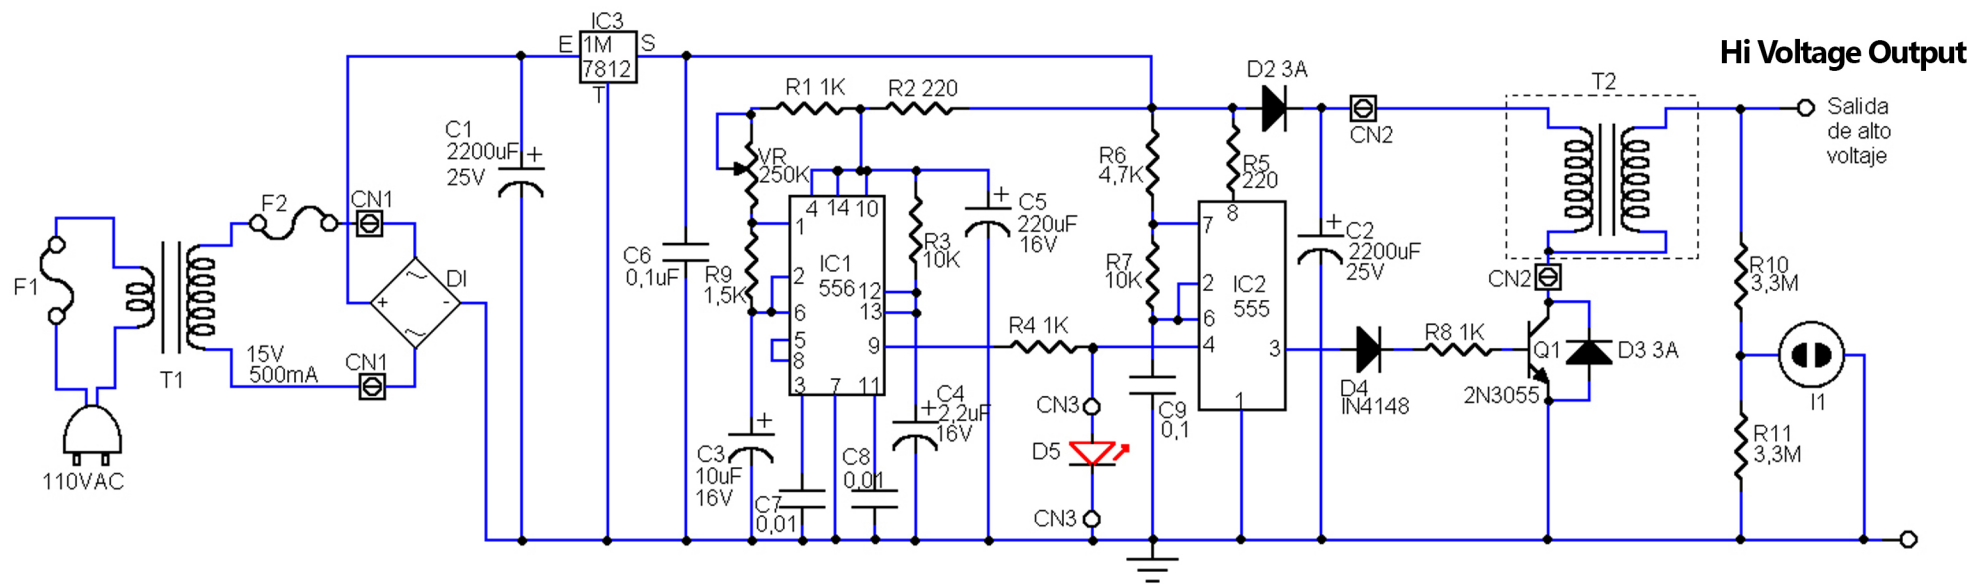 Hi Voltage Output
IC3
E
1M
7812
S
T
C1
2200uF
+
25V
F2
CN1
F1
T1
15V
500mA
CN1
DI
+
-
110VAC
C6
0,1uF
R1 1K
R2 220
VR
250K
R9
1,5K
4
14
10
1
2
6
5
8
3
7
11
12
13
9
IC1
556
R3
10K
+
C5
220uF
16V
+
C3
10uF
16V
C7
0,01
C8
0,01
+
C4
2,2uF
16V
R4 1K
CN3
D5
CN3
R6
4,7K
R7
10K
C9
0,1
D2 3A
R5
220
8
7
2
6
4
3
1
IC2
555
+
C2
2200uF
25V
CN2
T2
CN2
D4
IN4148
R8 1K
Q1
2N3055
D3 3A
Salida
de alto
voltaje
R10
3,3M
R11
3,3M
I1